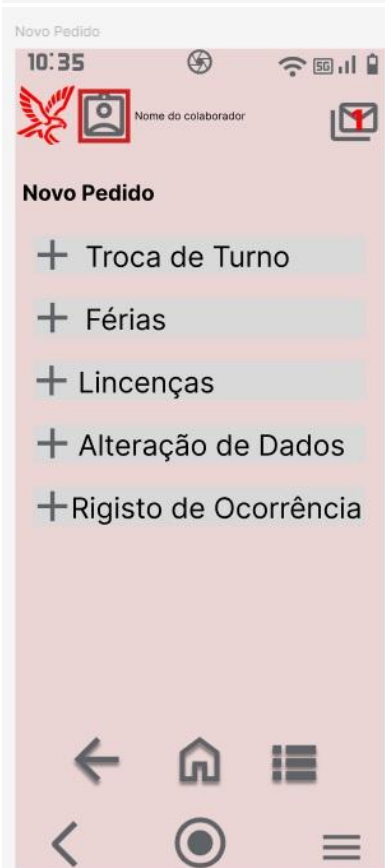 Novo Pedido
10:35
5G
Nome do colaborador
1
Novo Pedido
Troca de Turno
Férias
Lincenças
Alteração de Dados
Rigisto de Ocorrência